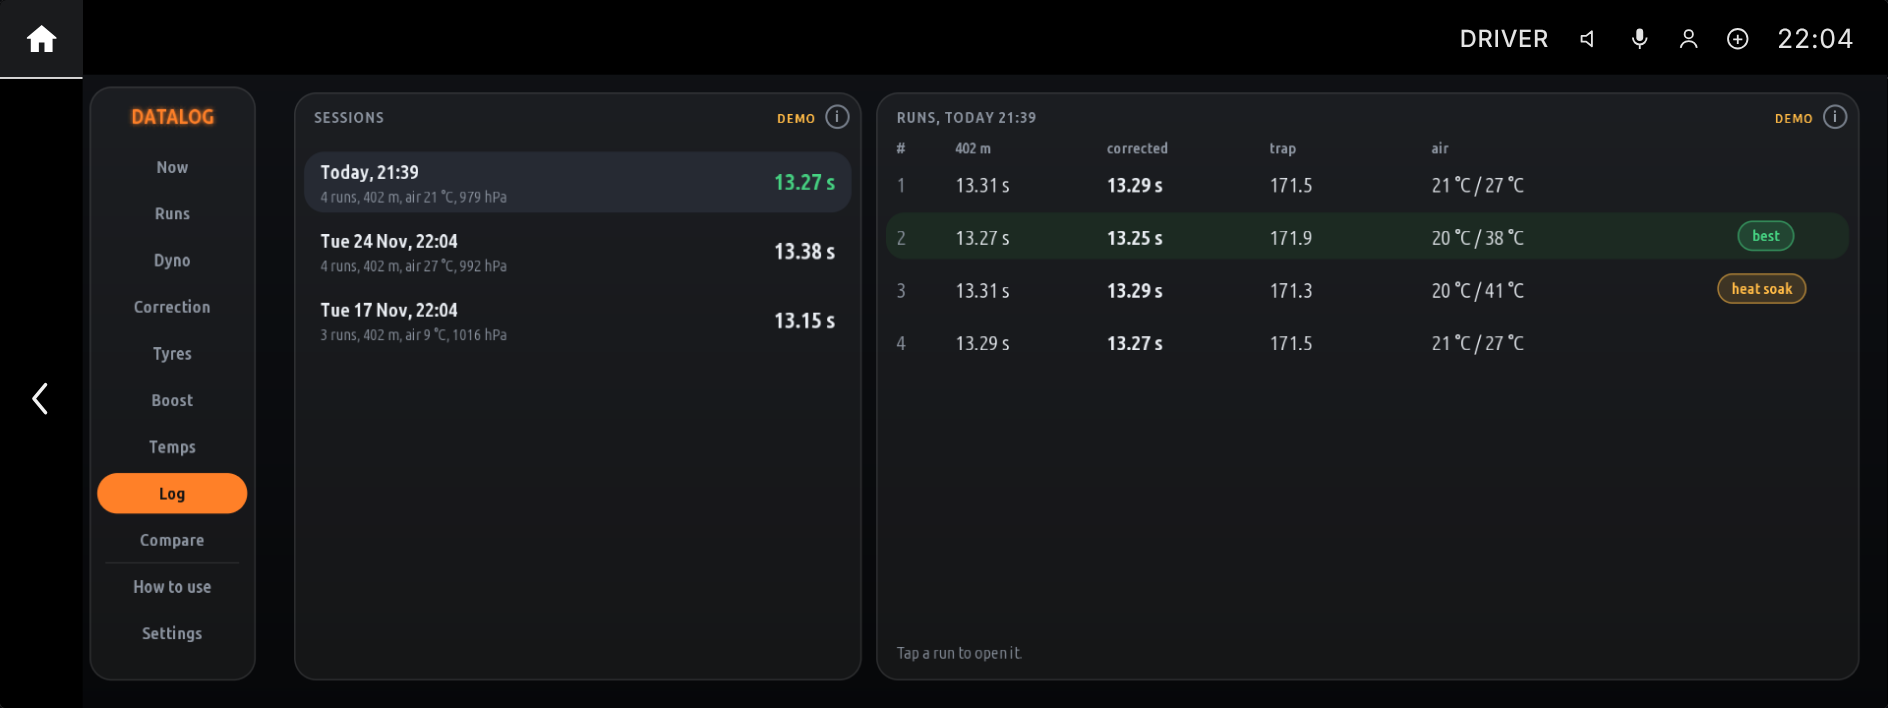 DRIVER 22:04
DATALOG
Now
Runs
Dyno
Correction
Tyres
Boost
Temps
Log
Compare
How to use
Settings
SESSIONS DEMO i
Today, 21:39 13.27 s
4 runs, 402 m, air 21 °C, 979 hPa
Tue 24 Nov, 22:04 13.38 s
4 runs, 402 m, air 27 °C, 992 hPa
Tue 17 Nov, 22:04 13.15 s
3 runs, 402 m, air 9 °C, 1016 hPa
RUNS, TODAY 21:39 DEMO i
# 402 m corrected trap air
1 13.31 s 13.29 s 171.5 21 °C / 27 °C
2 13.27 s 13.25 s 171.9 20 °C / 38 °C best
3 13.31 s 13.29 s 171.3 20 °C / 41 °C heat soak
4 13.29 s 13.27 s 171.5 21 °C / 27 °C
Tap a run to open it.